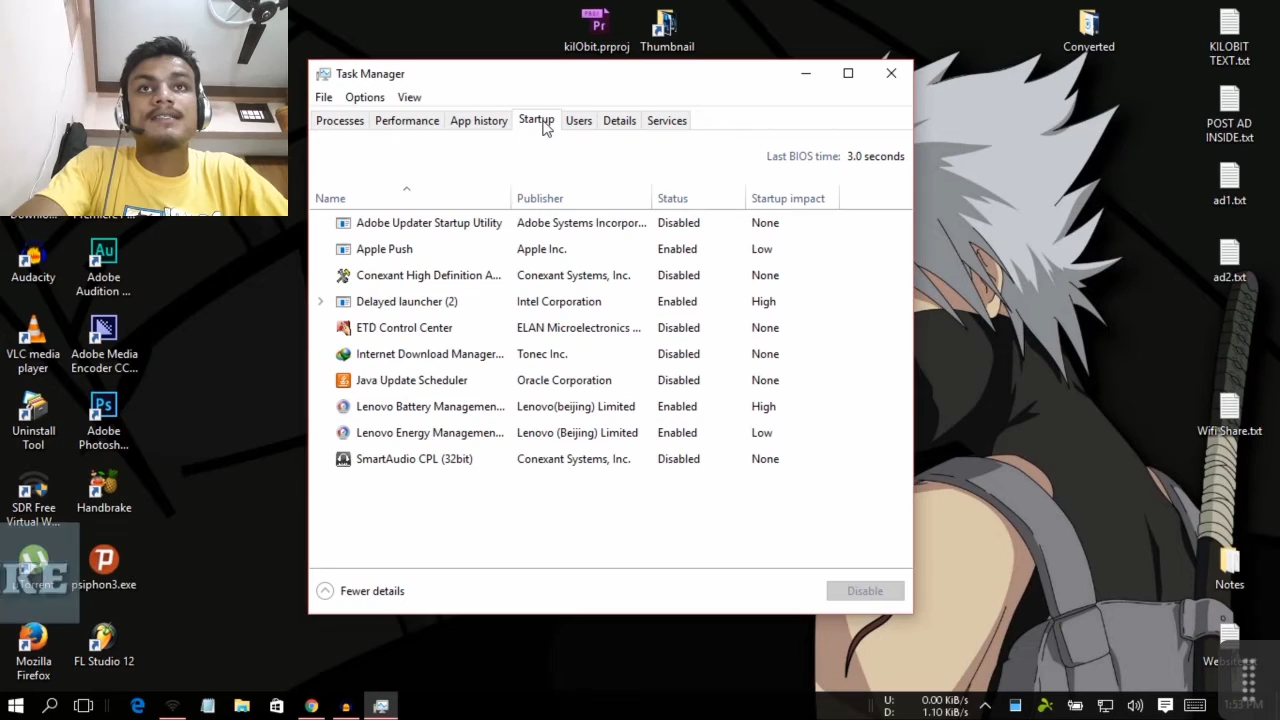 kilObit.prproj
Thumbnail
Converted
KILOBIT
TEXT.txt
Task Manager
File
Options
View
Processes
Performance
App history
Startup
Users
Details
Services
POST AD
INSIDE.txt
Last BIOS time: 3.0 seconds
Name
Publisher
Status
Startup impact
ad1.txt
Adobe Updater Startup Utility
Adobe Systems Incorpor...
Disabled
None
Apple Push
Apple Inc.
Enabled
Low
Conexant High Definition A...
Conexant Systems, Inc.
Disabled
None
Delayed launcher (2)
Intel Corporation
Enabled
High
ETD Control Center
ELAN Microelectronics ...
Disabled
None
Internet Download Manager...
Tonec Inc.
Disabled
None
Java Update Scheduler
Oracle Corporation
Disabled
None
Lenovo Battery Managemen...
Lenovo(beijing) Limited
Enabled
High
Lenovo Energy Managemen...
Lenovo (Beijing) Limited
Enabled
Low
SmartAudio CPL (32bit)
Conexant Systems, Inc.
Disabled
None
Fewer details
Disable
Audacity
Au
Adobe
Audition ...
ad2.txt
VLC media
player
Adobe Media
Encoder CC...
Uninstall
Tool
Ps
Adobe
Photosh...
WifiShare.txt
SDR Free
Virtual W...
Handbrake
RE
psiphon3.exe
Notes
Mozilla
Firefox
FL Studio 12
U: 0.00 KiB/s
D: 1.10 KiB/s
1:53 PM